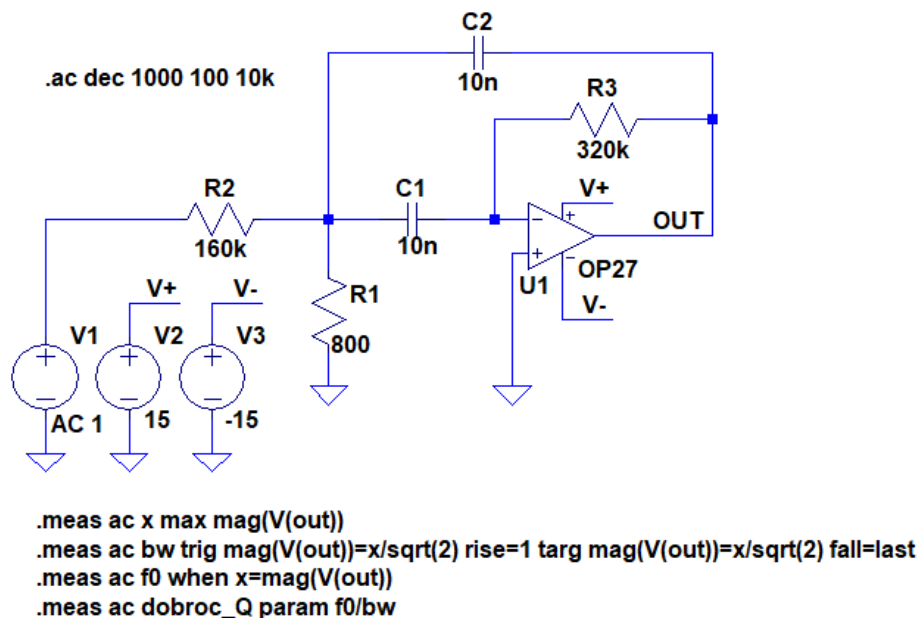 C2
.ac dec 1000 100 10k
10n
R3
320k
R2
C1
V+
160k
10n
OUT
OP27
U1
V-
V+
V-
R1
V1
V2
V3
800
AC 1
15
-15
.meas ac x max mag(V(out))
.meas ac bw trig mag(V(out))=x/sqrt(2) rise=1 targ mag(V(out))=x/sqrt(2) fall=last
.meas ac f0 when x=mag(V(out))
.meas ac dobroc_Q param f0/bw